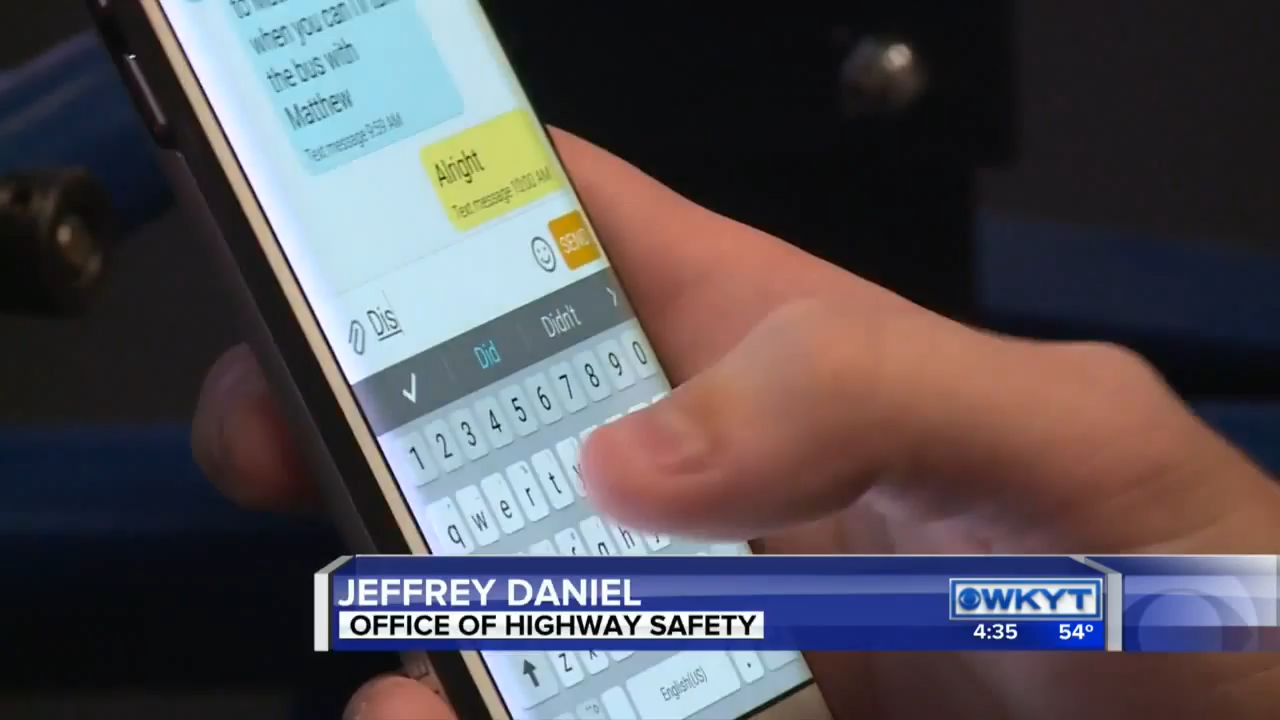 when you can
the bus with
Matthew
Text message 9:59 AM
Alright
Text message 10:00 AM
SEND
Dis
Did
Didn't
1 2 3 4 5 6 7 8 9 0
q w e r t y
g h
JEFFREY DANIEL
OFFICE OF HIGHWAY SAFETY
WKYT
4:35 54°
z x
English(US) .